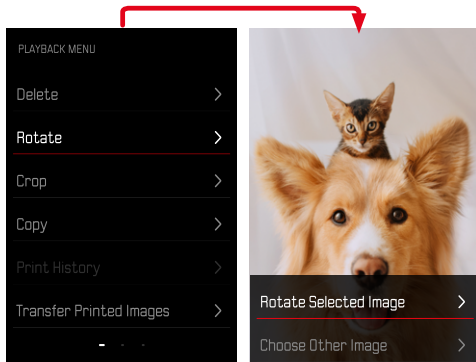 PLAYBACK MENU
Delete
Rotate
Crop
Copy
Print History
Transfer Printed Images
Rotate Selected Image
Choose Other Image